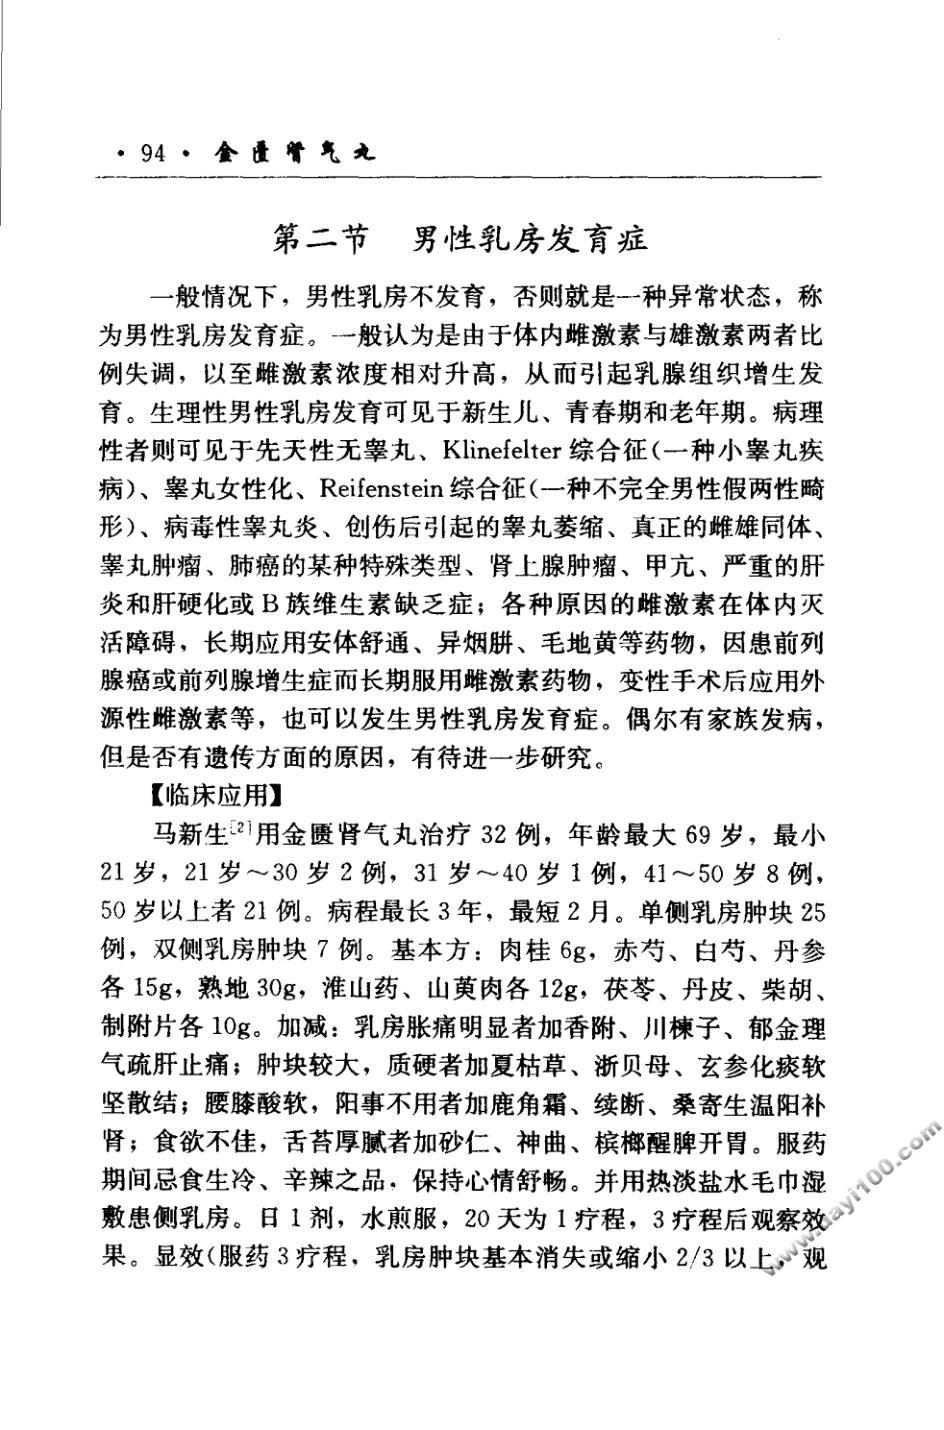 · 94 · 金匮肾气丸
第二节 男性乳房发育症
一般情况下，男性乳房不发育，否则就是一种异常状态，称
为男性乳房发育症。一般认为是由于体内雌激素与雄激素两者比
例失调，以至雌激素浓度相对升高，从而引起乳腺组织增生发
育。生理性男性乳房发育可见于新生儿、青春期和老年期。病理
性者则可见于先天性无睾丸、Klinefelter 综合征(一种小睾丸疾
病)、睾丸女性化、Reifenstein 综合征(一种不完全男性假两性畸
形)、病毒性睾丸炎、创伤后引起的睾丸萎缩、真正的雌雄同体、
睾丸肿瘤、肺癌的某种特殊类型、肾上腺肿瘤、甲亢、严重的肝
炎和肝硬化或 B 族维生素缺乏症；各种原因的雌激素在体内灭
活障碍，长期应用安体舒通、异烟肼、毛地黄等药物，因患前列
腺癌或前列腺增生症而长期服用雌激素药物，变性手术后应用外
源性雌激素等，也可以发生男性乳房发育症。偶尔有家族发病，
但是否有遗传方面的原因，有待进一步研究。
【临床应用】
马新生[2]用金匮肾气丸治疗 32 例，年龄最大 69 岁，最小
21 岁，21 岁～30 岁 2 例，31 岁～40 岁 1 例，41～50 岁 8 例，
50 岁以上者 21 例。病程最长 3 年，最短 2 月。单侧乳房肿块 25
例，双侧乳房肿块 7 例。基本方：肉桂 6g，赤芍、白芍、丹参
各 15g，熟地 30g，淮山药、山萸肉各 12g，茯苓、丹皮、柴胡、
制附片各 10g。加减：乳房胀痛明显者加香附、川楝子、郁金理
气疏肝止痛；肿块较大，质硬者加夏枯草、浙贝母、玄参化痰软
坚散结；腰膝酸软，阳事不用者加鹿角霜、续断、桑寄生温阳补
肾；食欲不佳，舌苔厚腻者加砂仁、神曲、槟榔醒脾开胃。服药
期间忌食生冷、辛辣之品，保持心情舒畅。并用热淡盐水毛巾湿
敷患侧乳房。日 1 剂，水煎服，20 天为 1 疗程，3 疗程后观察效
果。显效(服药 3 疗程，乳房肿块基本消失或缩小 2/3 以上，观
www.dayi100.com